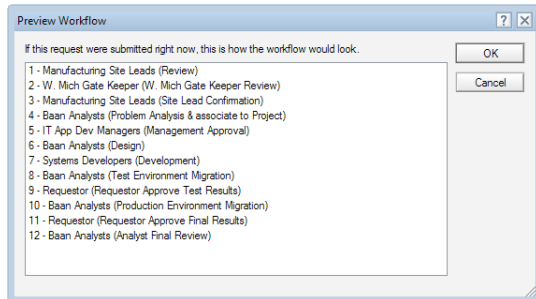 Preview Workflow
If this request were submitted right now, this is how the workflow would look.
OK
Cancel
1 - Manufacturing Site Leads (Review)
2 - W. Mich Gate Keeper (W. Mich Gate Keeper Review)
3 - Manufacturing Site Leads (Site Lead Confirmation)
4 - Baan Analysts (Problem Analysis & associate to Project)
5 - IT App Dev Managers (Management Approval)
6 - Baan Analysts (Design)
7 - Systems Developers (Development)
8 - Baan Analysts (Test Environment Migration)
9 - Requestor (Requestor Approve Test Results)
10 - Baan Analysts (Production Environment Migration)
11 - Requestor (Requestor Approve Final Results)
12 - Baan Analysts (Analyst Final Review)